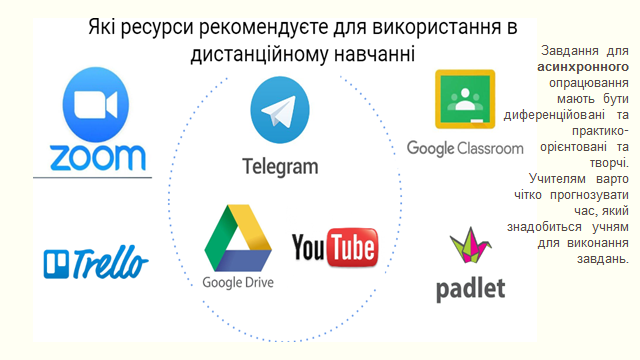 Які ресурси рекомендуєте для використання в
дистанційному навчанні
zoom
Telegram
Google Classroom
Trello
Google Drive
YouTube
padlet
Завдання для
асинхронного
опрацювання
мають бути
диференційовані та
практико-
орієнтовані та
творчі.
Учителям варто
чітко прогнозувати
час, який
знадобиться учням
для виконання
завдань.